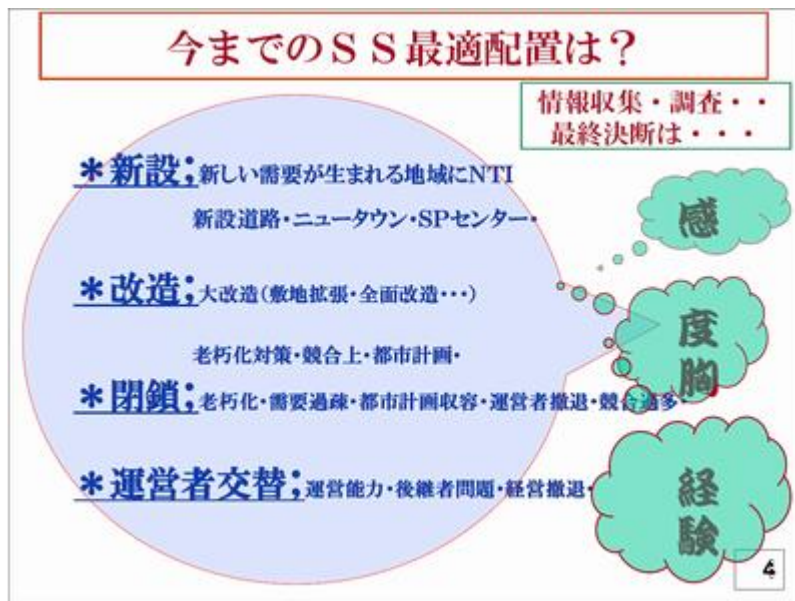 今までのＳＳ最適配置は？
情報収集・調査・・
最終決断は・・・
＊新設；新しい需要が生まれる地域にNTI
新設道路・ニュータウン・SPセンター・
＊改造；大改造（敷地拡張・全面改造・・・）
老朽化対策・競合上・都市計画・
＊閉鎖；老朽化・需要過疎・都市計画収容・運営者撤退・競合過多・
＊運営者交替；運営能力・後継者問題・経営撤退・
感
度胸
経験
4